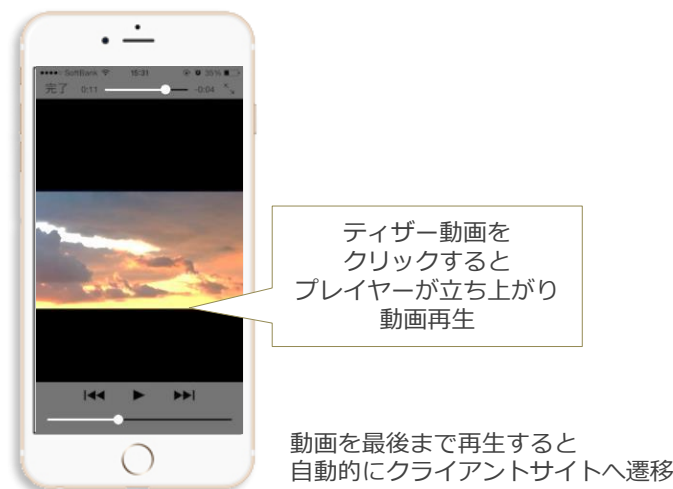 SoftBank 15:31 35%
完了 0:11 -0:04
ティザー動画を
クリックすると
プレイヤーが立ち上がり
動画再生
動画を最後まで再生すると
自動的にクライアントサイトへ遷移